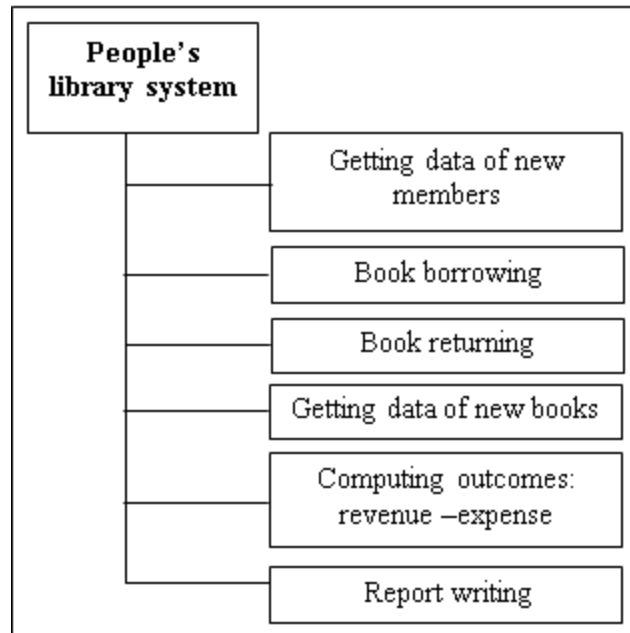 People's
library system
Getting data of new
members
Book borrowing
Book returning
Getting data of new books
Computing outcomes:
revenue –expense
Report writing